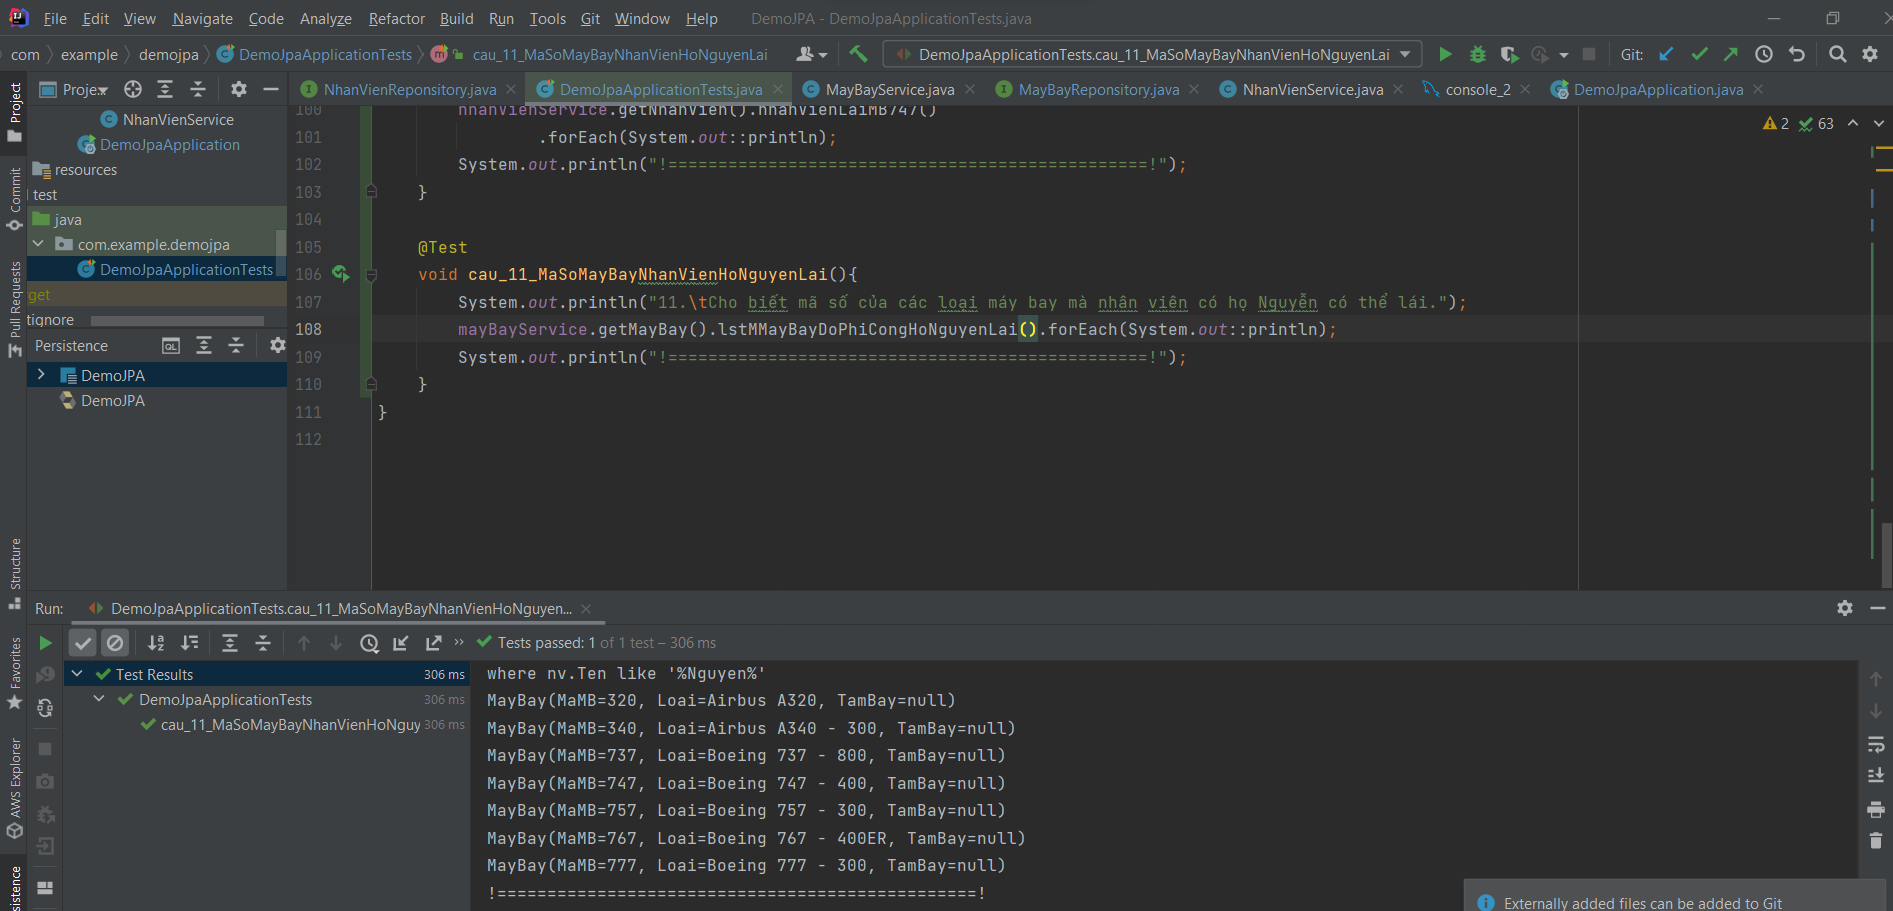 File Edit View Navigate Code Analyze Refactor Build Run Tools Git Window Help DemoJPA - DemoJpaApplicationTests.java
com example demojpa DemoJpaApplicationTests cau_11_MaSoMayBayNhanVienHoNguyenLai DemoJpaApplicationTests.cau_11_MaSoMayBayNhanVienHoNguyenLai Git:
Project
Proje NhanVienReponsitory.java DemoJpaApplicationTests.java MayBayService.java MayBayReponsitory.java NhanVienService.java console_2 DemoJpaApplication.java
NhanVienService
DemoJpaApplication
resources
test
java
com.example.demojpa
DemoJpaApplicationTests
get
tignore
Commit
Pull Requests
Persistence
QL
DemoJPA
DemoJPA
Structure
Favorites
AWS Explorer
sistence
2 63
100 nhanVienService.getNhanVien().nhanVienLaiMB747()
101 .forEach(System.out::println);
102 System.out.println("!================================================!");
103 }
104
105 @Test
106 void cau_11_MaSoMayBayNhanVienHoNguyenLai(){
107 System.out.println("11.\tCho biết mã số của các loại máy bay mà nhân viên có họ Nguyễn có thể lái.");
108 mayBayService.getMayBay().lstMMayBayDoPhiCongHoNguyenLai().forEach(System.out::println);
109 System.out.println("!================================================!");
110 }
111 }
112
Run: DemoJpaApplicationTests.cau_11_MaSoMayBayNhanVienHoNguyen...
Tests passed: 1 of 1 test – 306 ms
Test Results 306 ms
DemoJpaApplicationTests 306 ms
cau_11_MaSoMayBayNhanVienHoNguy 306 ms
where nv.Ten like '%Nguyen%'
MayBay(MaMB=320, Loai=Airbus A320, TamBay=null)
MayBay(MaMB=340, Loai=Airbus A340 - 300, TamBay=null)
MayBay(MaMB=737, Loai=Boeing 737 - 800, TamBay=null)
MayBay(MaMB=747, Loai=Boeing 747 - 400, TamBay=null)
MayBay(MaMB=757, Loai=Boeing 757 - 300, TamBay=null)
MayBay(MaMB=767, Loai=Boeing 767 - 400ER, TamBay=null)
MayBay(MaMB=777, Loai=Boeing 777 - 300, TamBay=null)
!================================================!
Externally added files can be added to Git